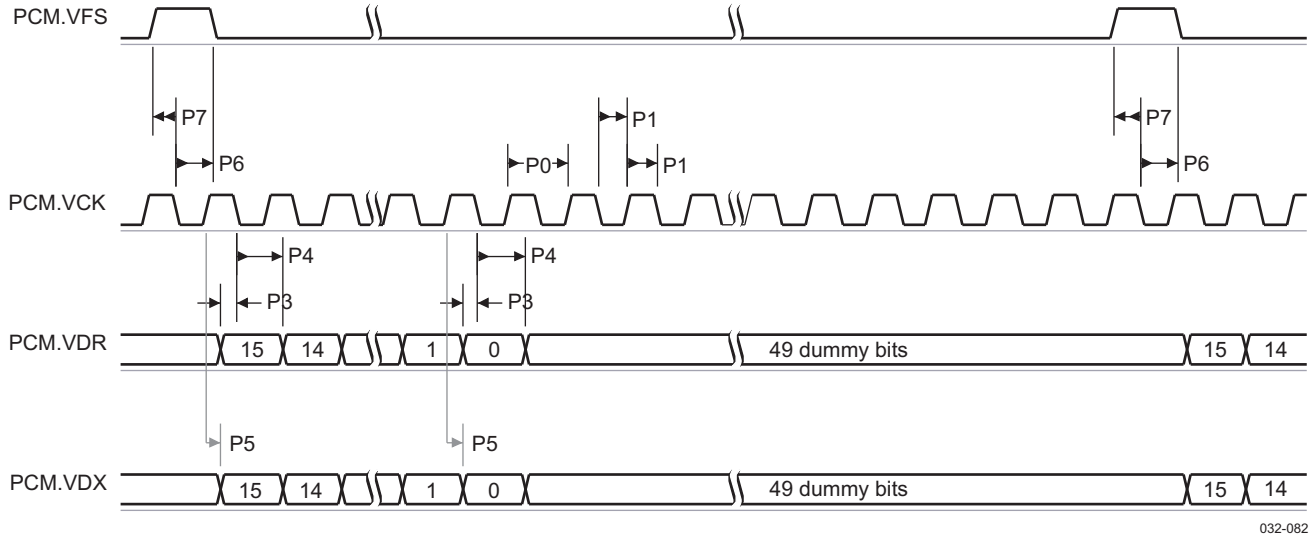 PCM.VFS
P7
P1
P7
P6
P0
P1
P6
PCM.VCK
P4
P4
P3
P3
PCM.VDR
15 14 1 0 49 dummy bits 15 14
P5
P5
PCM.VDX
15 14 1 0 49 dummy bits 15 14
032-082